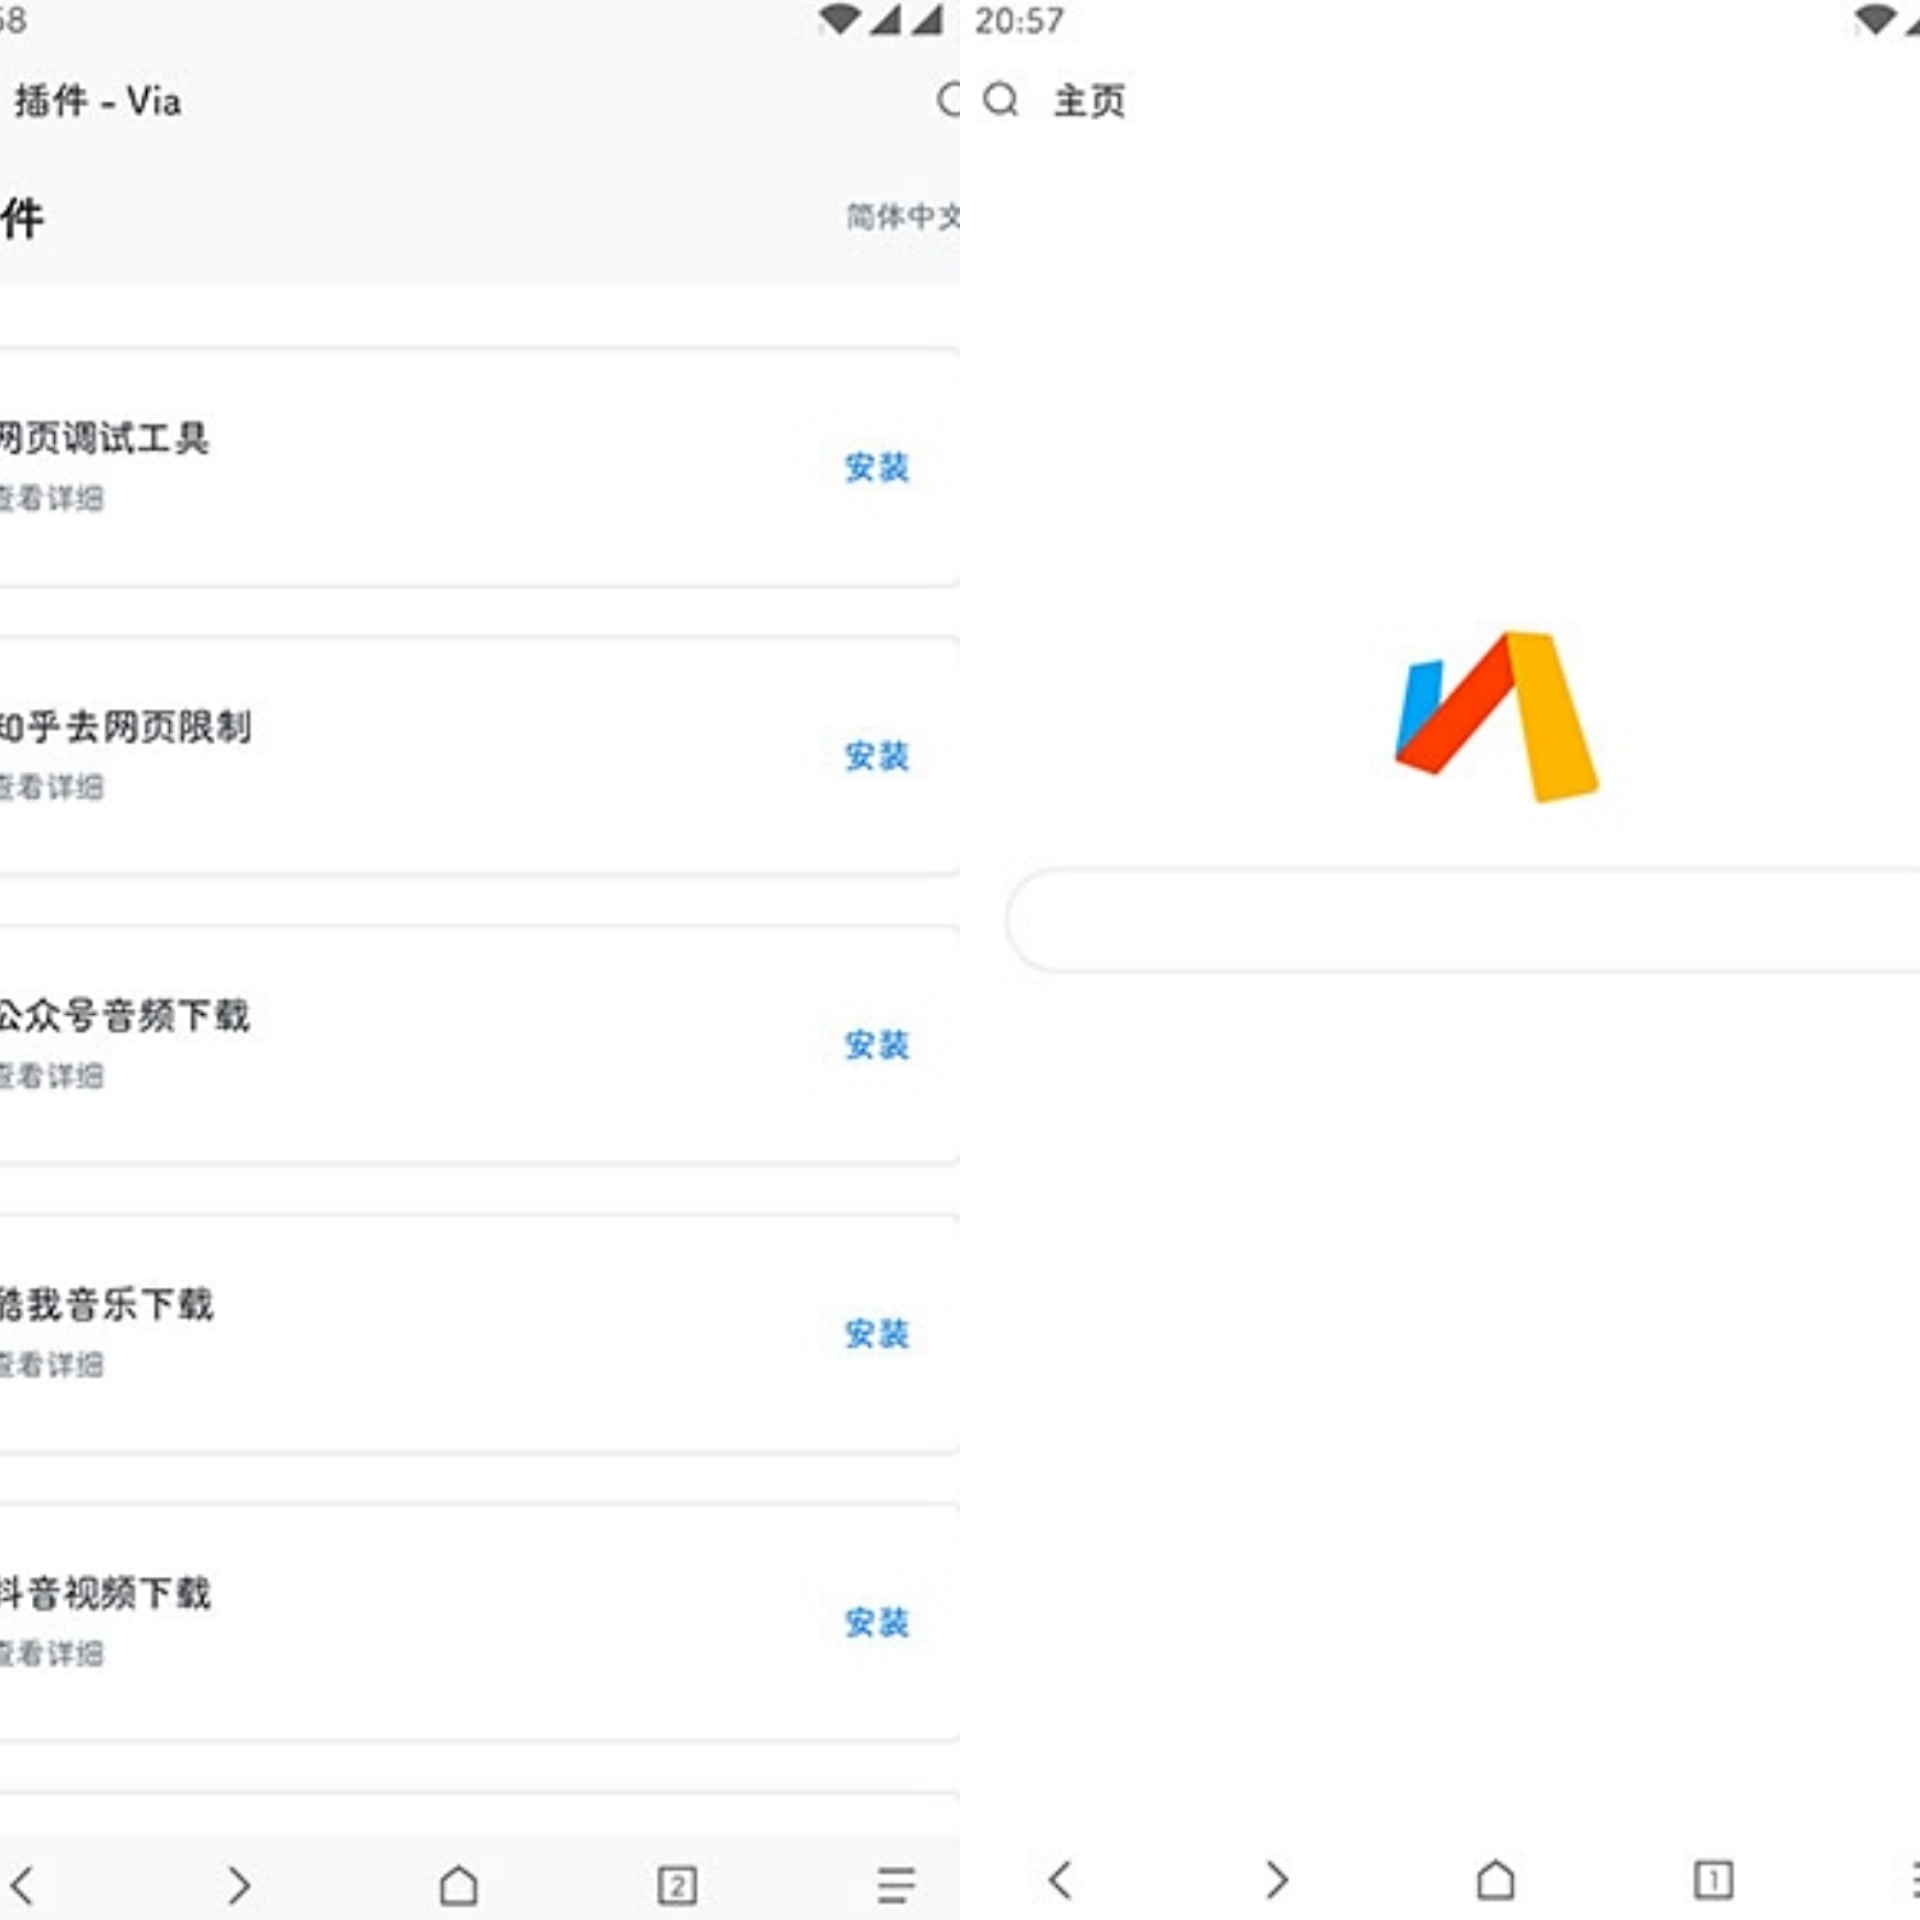 58
插件 - Via
件
简体中文
网页调试工具
查看详细
安装
知乎去网页限制
查看详细
安装
公众号音频下载
查看详细
安装
酷我音乐下载
查看详细
安装
抖音视频下载
查看详细
安装
2
20:57
主页
1